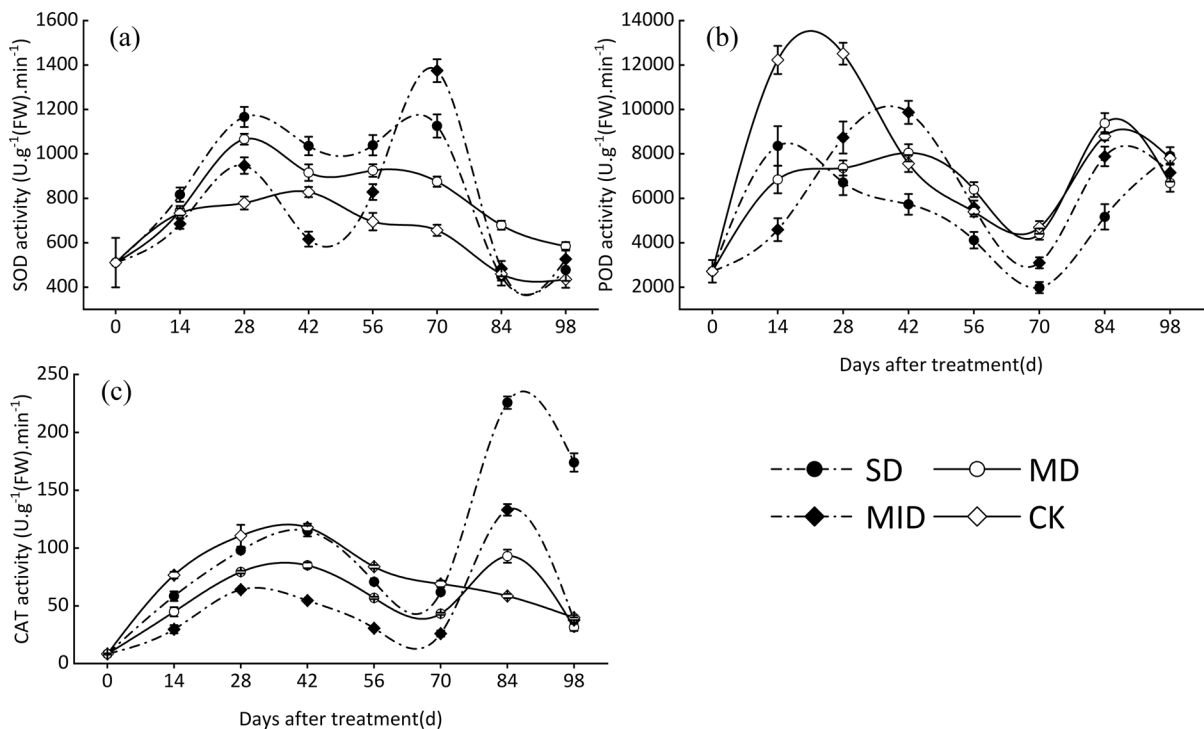 (a)
1600
1400
1200
1000
800
600
400
SOD activity (U.g⁻¹(FW).min⁻¹)
0 14 28 42 56 70 84 98
(b)
14000
12000
10000
8000
6000
4000
2000
POD activity (U.g⁻¹(FW).min⁻¹)
0 14 28 42 56 70 84 98
Days after treatment(d)
(c)
250
200
150
100
50
0
CAT activity (U.g⁻¹(FW).min⁻¹)
0 14 28 42 56 70 84 98
Days after treatment(d)
SD MD
MID CK